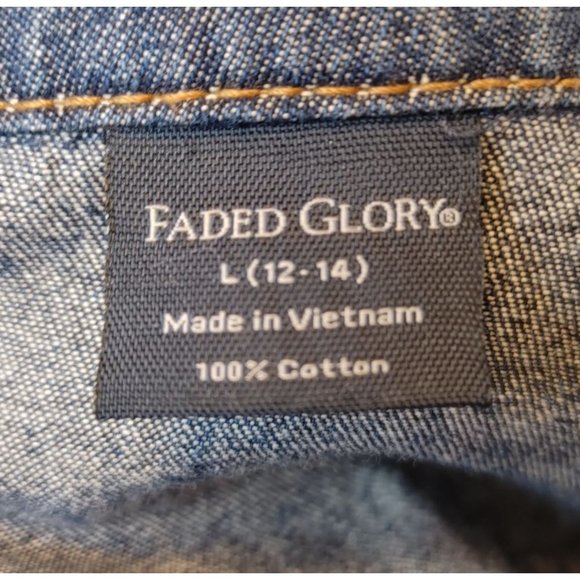 FADED GLORY®
L (12-14)
Made in Vietnam
100% Cotton